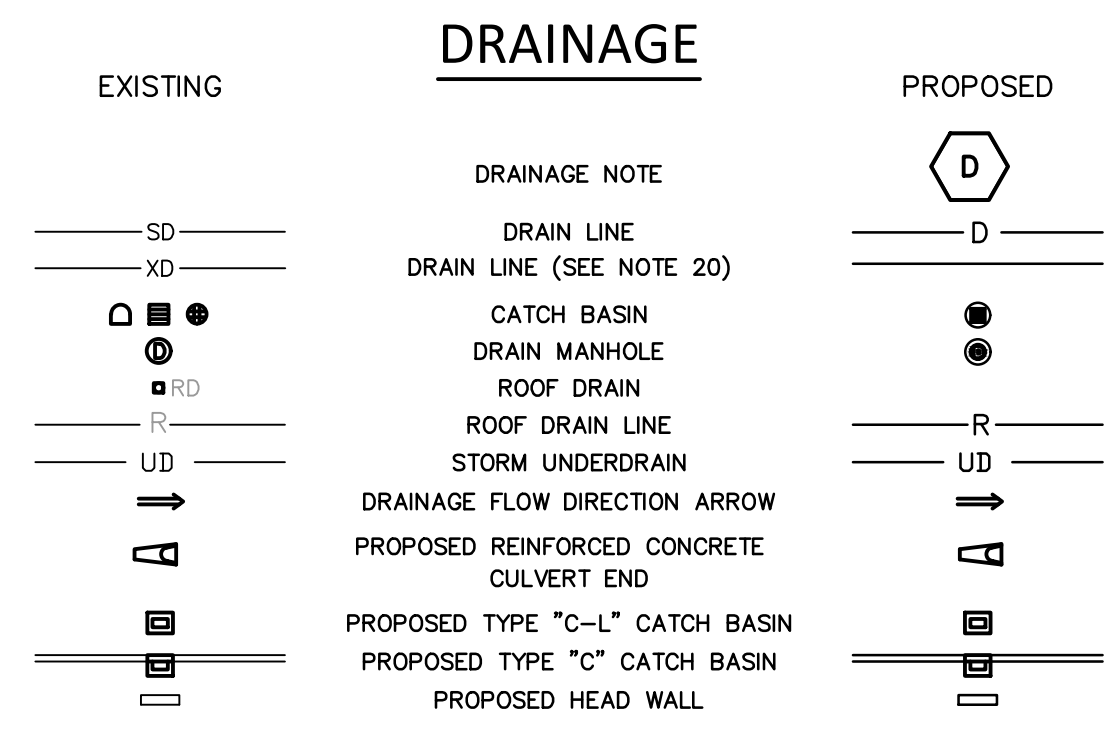 DRAINAGE
EXISTING PROPOSED
DRAINAGE NOTE D
SD DRAIN LINE D
XD DRAIN LINE (SEE NOTE 20)
CATCH BASIN
D DRAIN MANHOLE
RD ROOF DRAIN
R ROOF DRAIN LINE R
UD STORM UNDERDRAIN UD
DRAINAGE FLOW DIRECTION ARROW
PROPOSED REINFORCED CONCRETE
CULVERT END
PROPOSED TYPE ”C–L” CATCH BASIN
PROPOSED TYPE ”C” CATCH BASIN
PROPOSED HEAD WALL